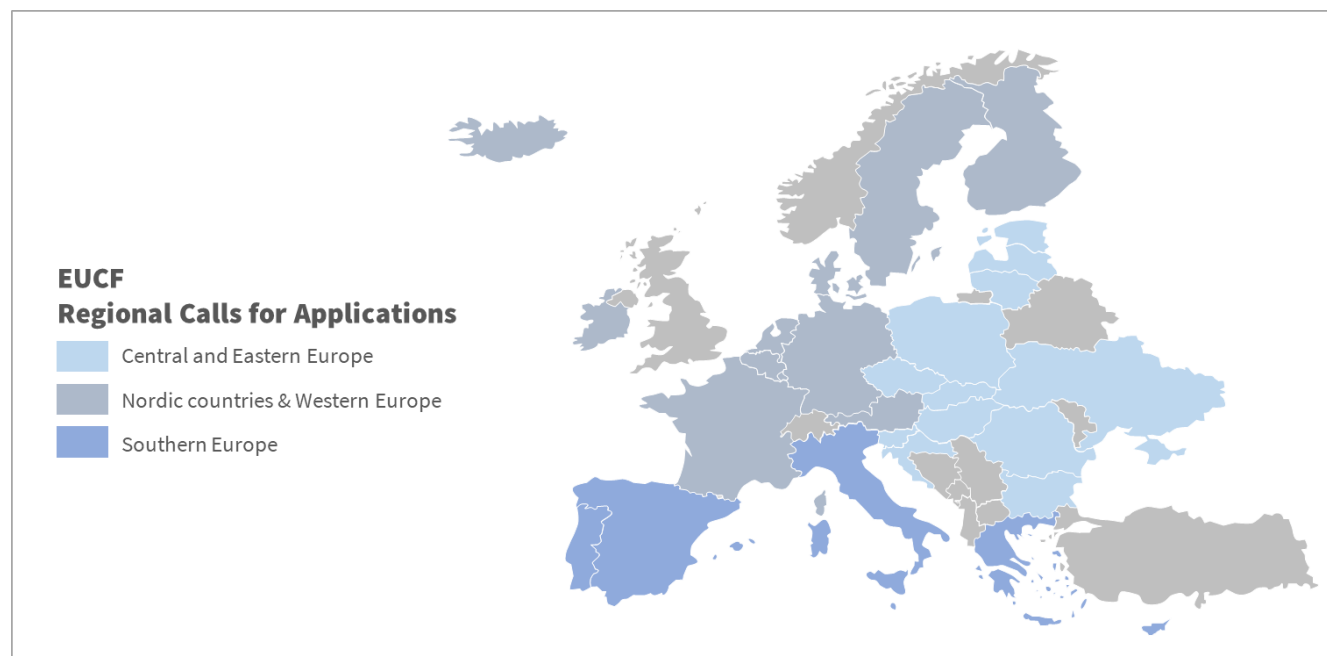 EUCF
Regional Calls for Applications
Central and Eastern Europe
Nordic countries & Western Europe
Southern Europe